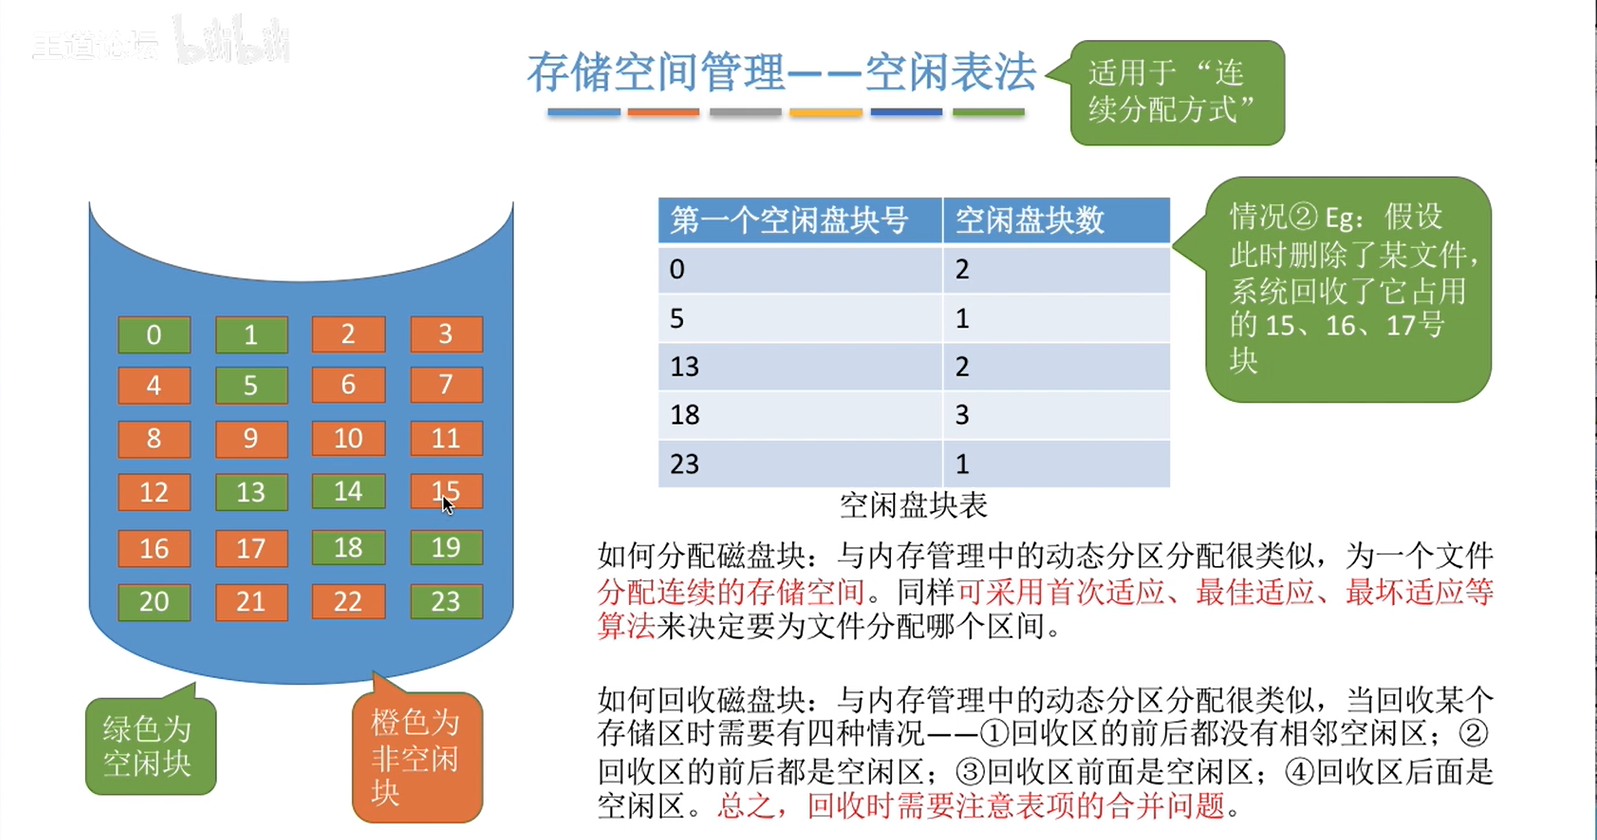 王道论坛 bilibili
存储空间管理——空闲表法
适用于 “连
续分配方式”
0 1 2 3
4 5 6 7
8 9 10 11
12 13 14 15
16 17 18 19
20 21 22 23
绿色为
空闲块
橙色为
非空闲
块
第一个空闲盘块号 空闲盘块数
0 2
5 1
13 2
18 3
23 1
空闲盘块表
情况② Eg：假设
此时删除了某文件，
系统回收了它占用
的 15、16、17号
块
如何分配磁盘块：与内存管理中的动态分区分配很类似，为一个文件
分配连续的存储空间。同样可采用首次适应、最佳适应、最坏适应等
算法来决定要为文件分配哪个区间。
如何回收磁盘块：与内存管理中的动态分区分配很类似，当回收某个
存储区时需要有四种情况——①回收区的前后都没有相邻空闲区；②
回收区的前后都是空闲区；③回收区前面是空闲区；④回收区后面是
空闲区。总之，回收时需要注意表项的合并问题。